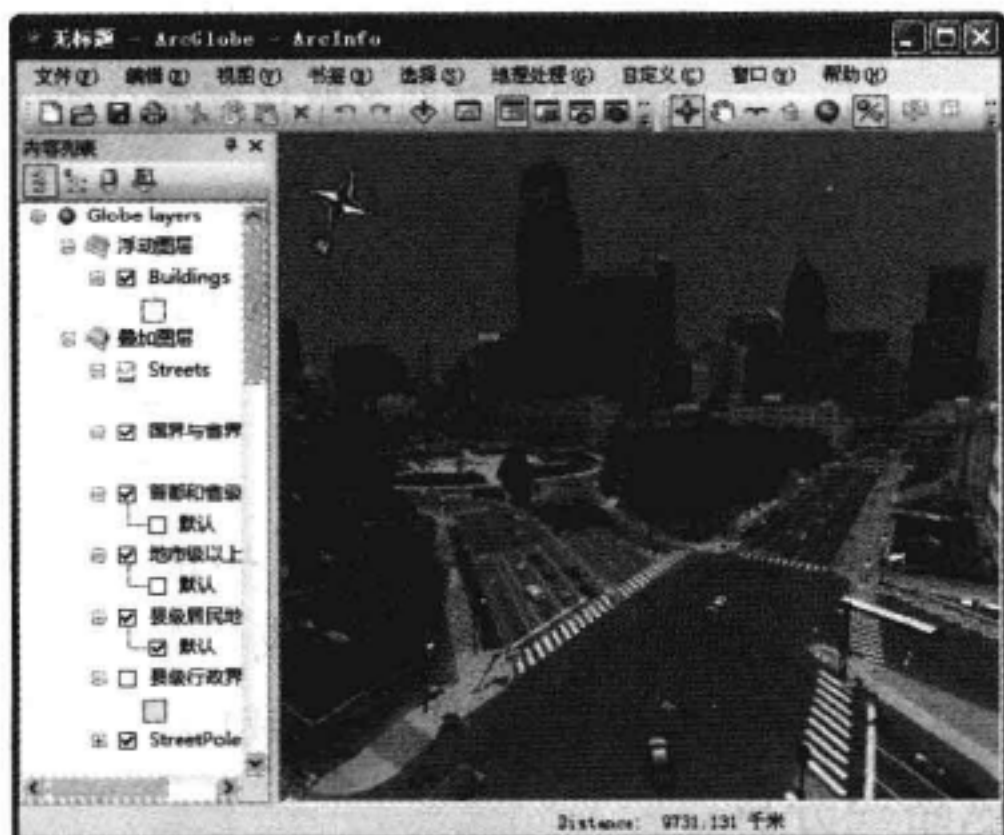 无标题 - ArcGlobe - ArcInfo
文件(F) 编辑(E) 视图(V) 书签(B) 选择(S) 地理处理(G) 自定义(C) 窗口(W) 帮助(H)
内容列表
Globe layers
浮动图层
Buildings
叠加图层
Streets
国界与省界
首都和省级
默认
地市级以上
默认
县级居民地
默认
县级行政界
StreetPole
Distance: 9731.131 千米